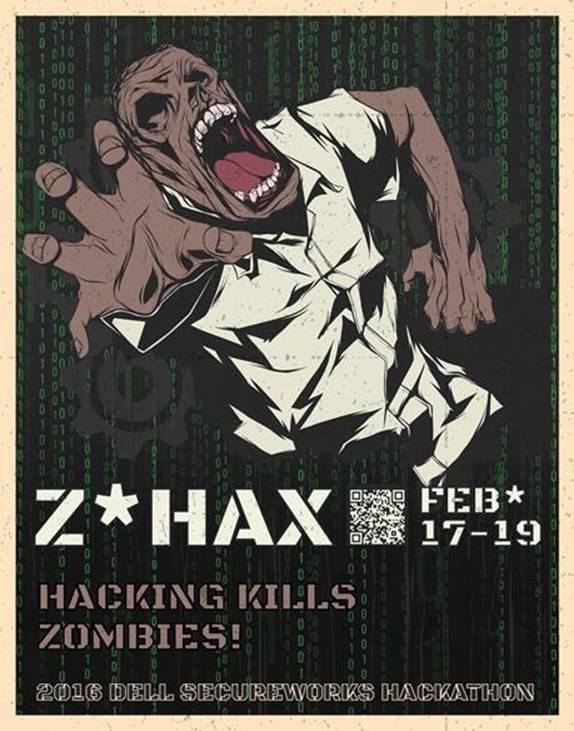 Z*HAX
FEB*
17-19
HACKING KILLS
ZOMBIES!
2016 DELL SECUREWORKS HACKATHON